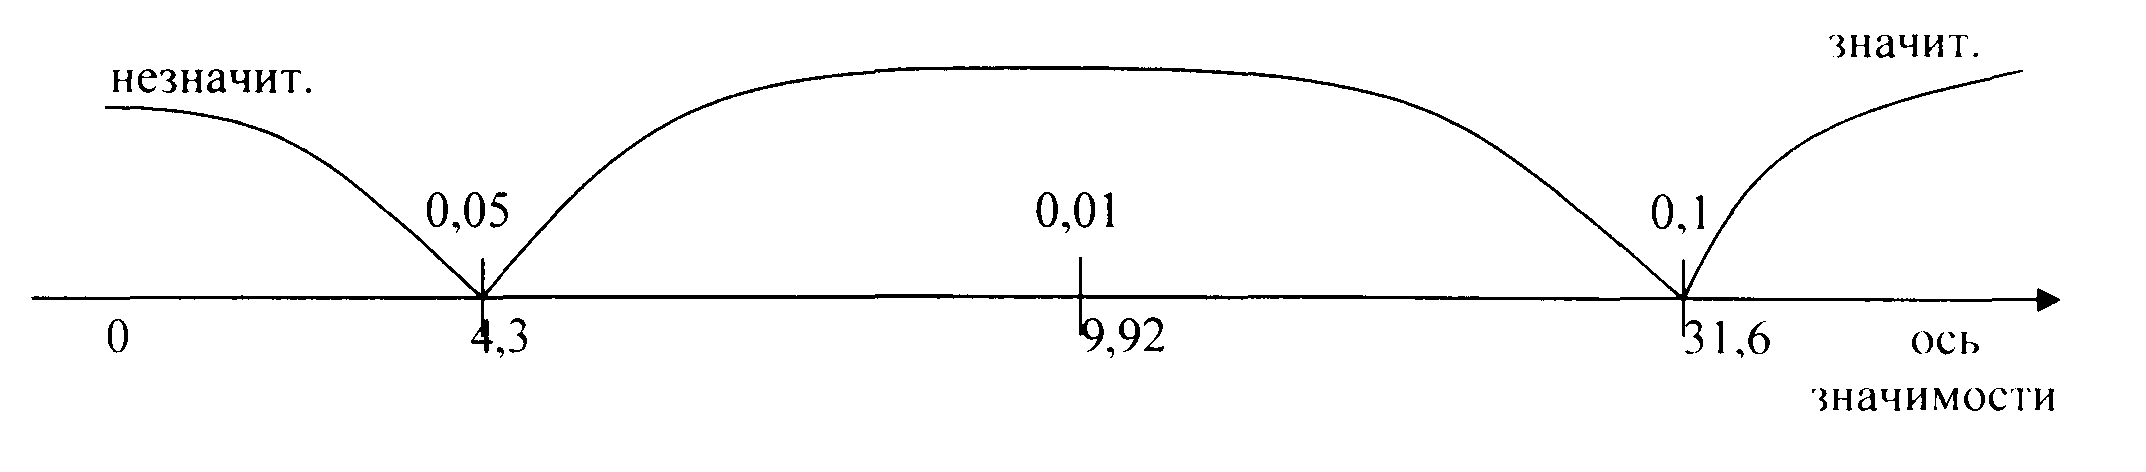 значит.
незначит.
0,05
0,01
0,1
0
4,3
9,92
31,6
ось
значимости